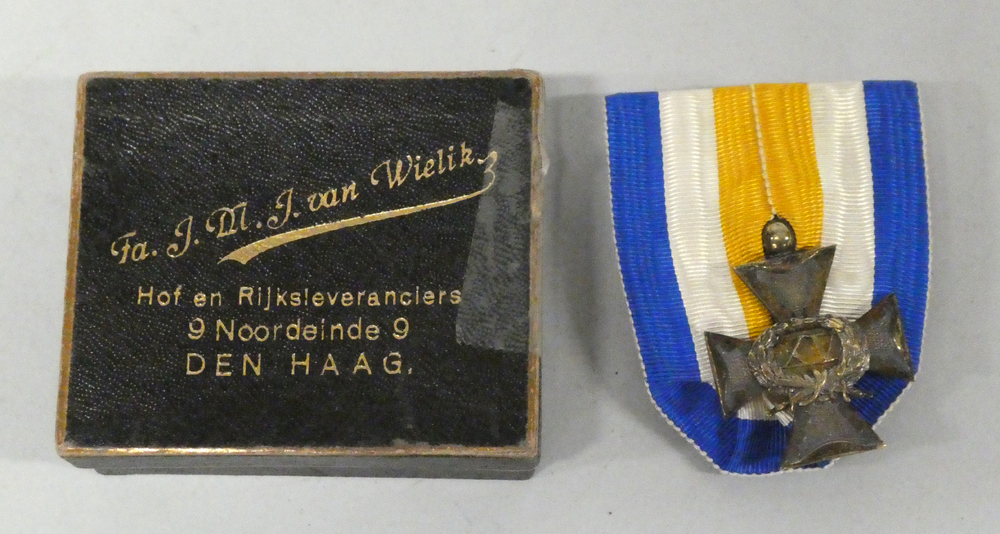 Fa. J. M. J. van Wielik.
Hof en Rijksleveranciers
9 Noordeinde 9
DEN HAAG.